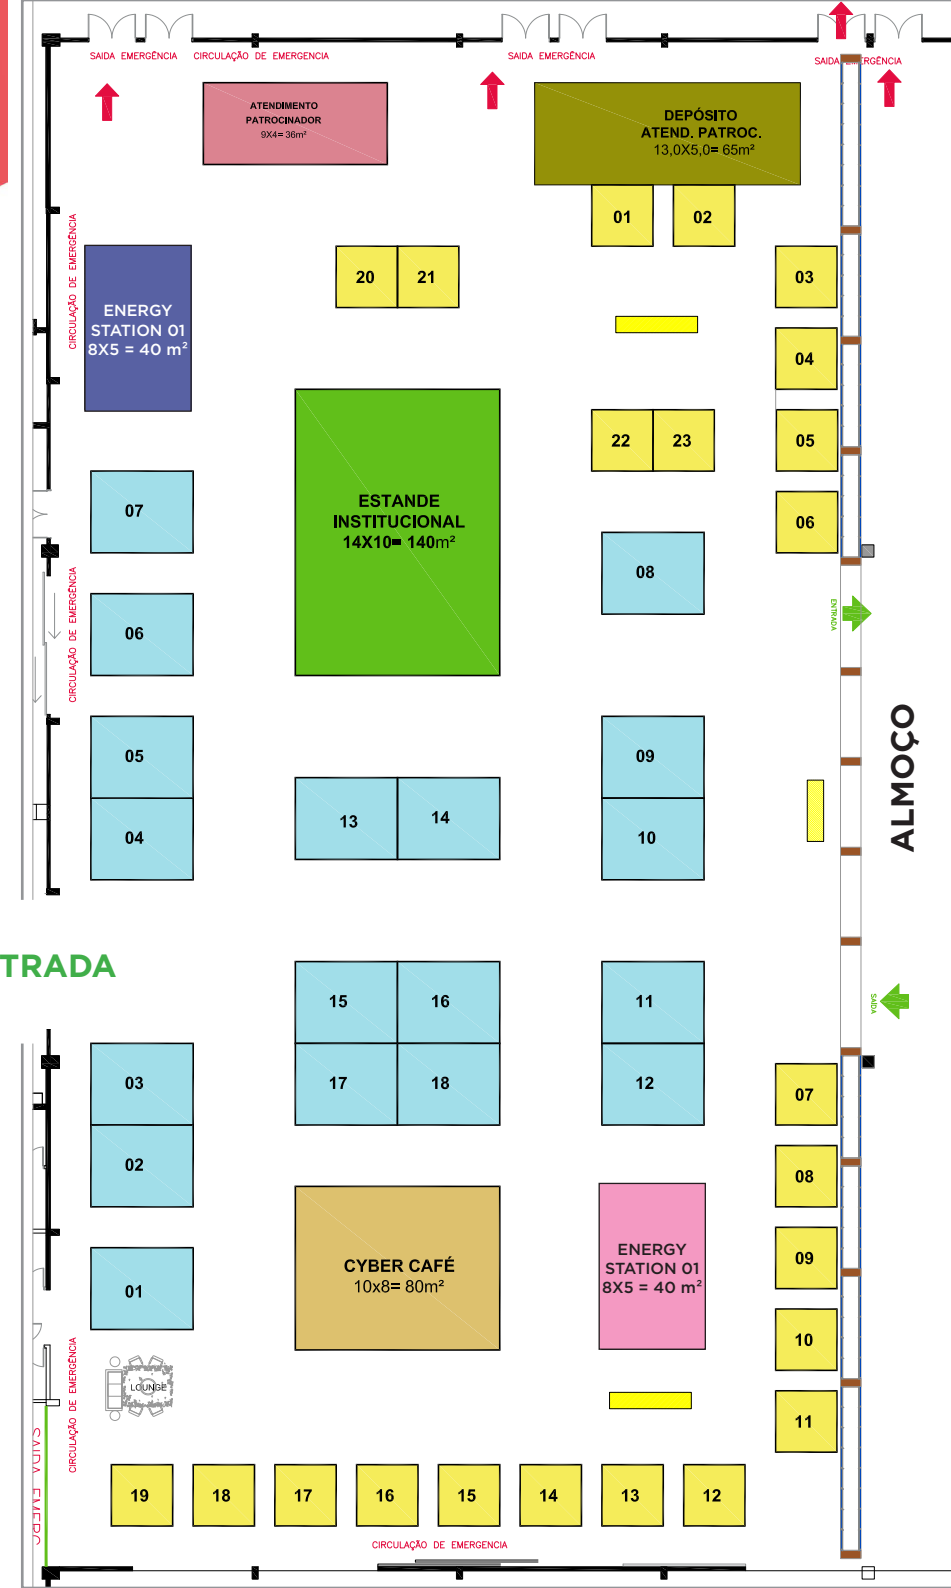 SAIDA EMERGÊNCIA
CIRCULAÇÃO DE EMERGENCIA
SAIDA EMERGÊNCIA
ATENDIMENTO
PATROCINADOR
9X4= 36m²
DEPÓSITO
ATEND. PATROC.
13,0X5,0= 65m²
01
02
CIRCULAÇÃO DE EMERGÊNCIA
ENERGY
STATION 01
8X5 = 40 m²
20
21
03
04
22
23
05
06
07
ESTANDE
INSTITUCIONAL
14X10= 140m²
08
CIRCULAÇÃO DE EMERGÊNCIA
06
ENTRADA
ALMOÇO
05
04
13
14
09
10
TRADA
15
16
17
18
11
12
SAIDA
03
02
01
07
08
09
10
11
CYBER CAFÉ
10x8= 80m²
ENERGY
STATION 01
8X5 = 40 m²
CIRCULAÇÃO DE EMERGÊNCIA
LOUNGE
19
18
17
16
15
14
13
12
CIRCULAÇÃO DE EMERGENCIA